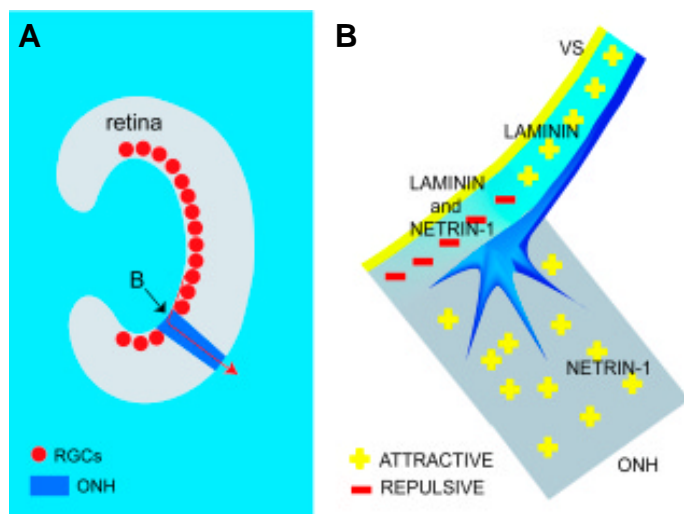 A
retina
B
RGCs
ONH
B
VS
LAMININ
LAMININ
and
NETRIN-1
NETRIN-1
ATTRACTIVE
REPULSIVE
ONH